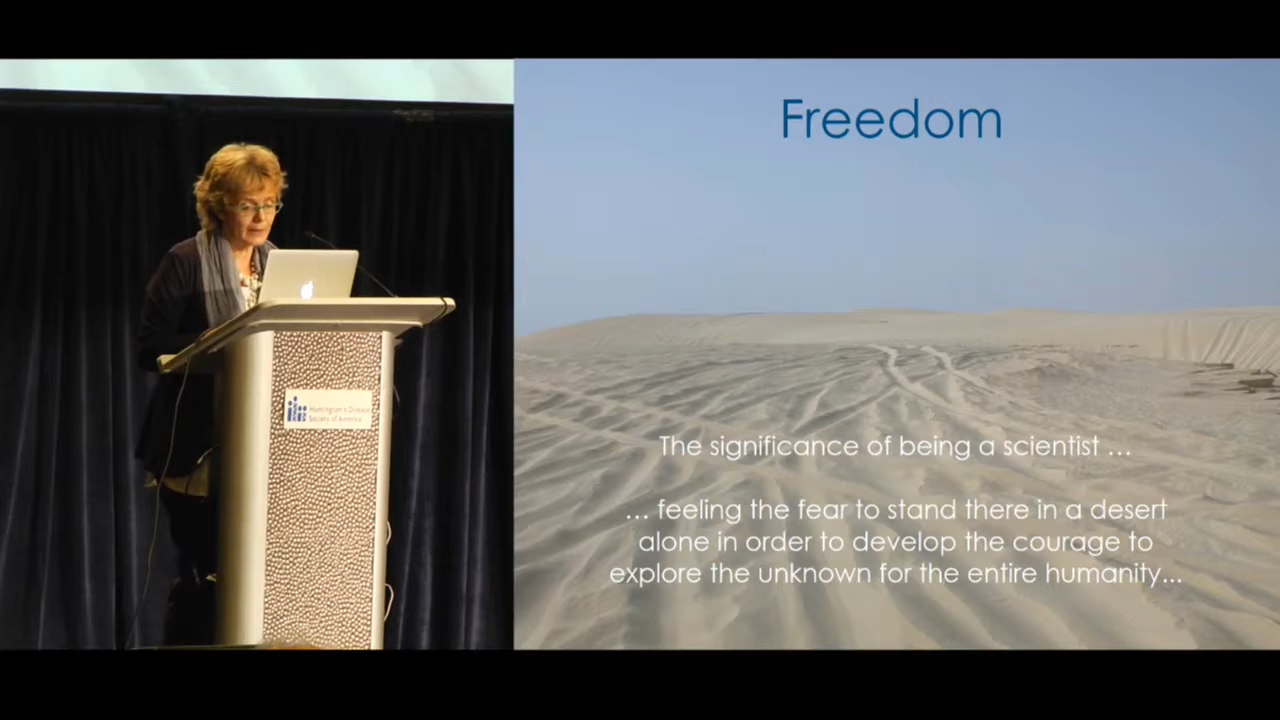 Freedom
The significance of being a scientist …
… feeling the fear to stand there in a desert
alone in order to develop the courage to
explore the unknown for the entire humanity...
Huntington's Disease
Society of America